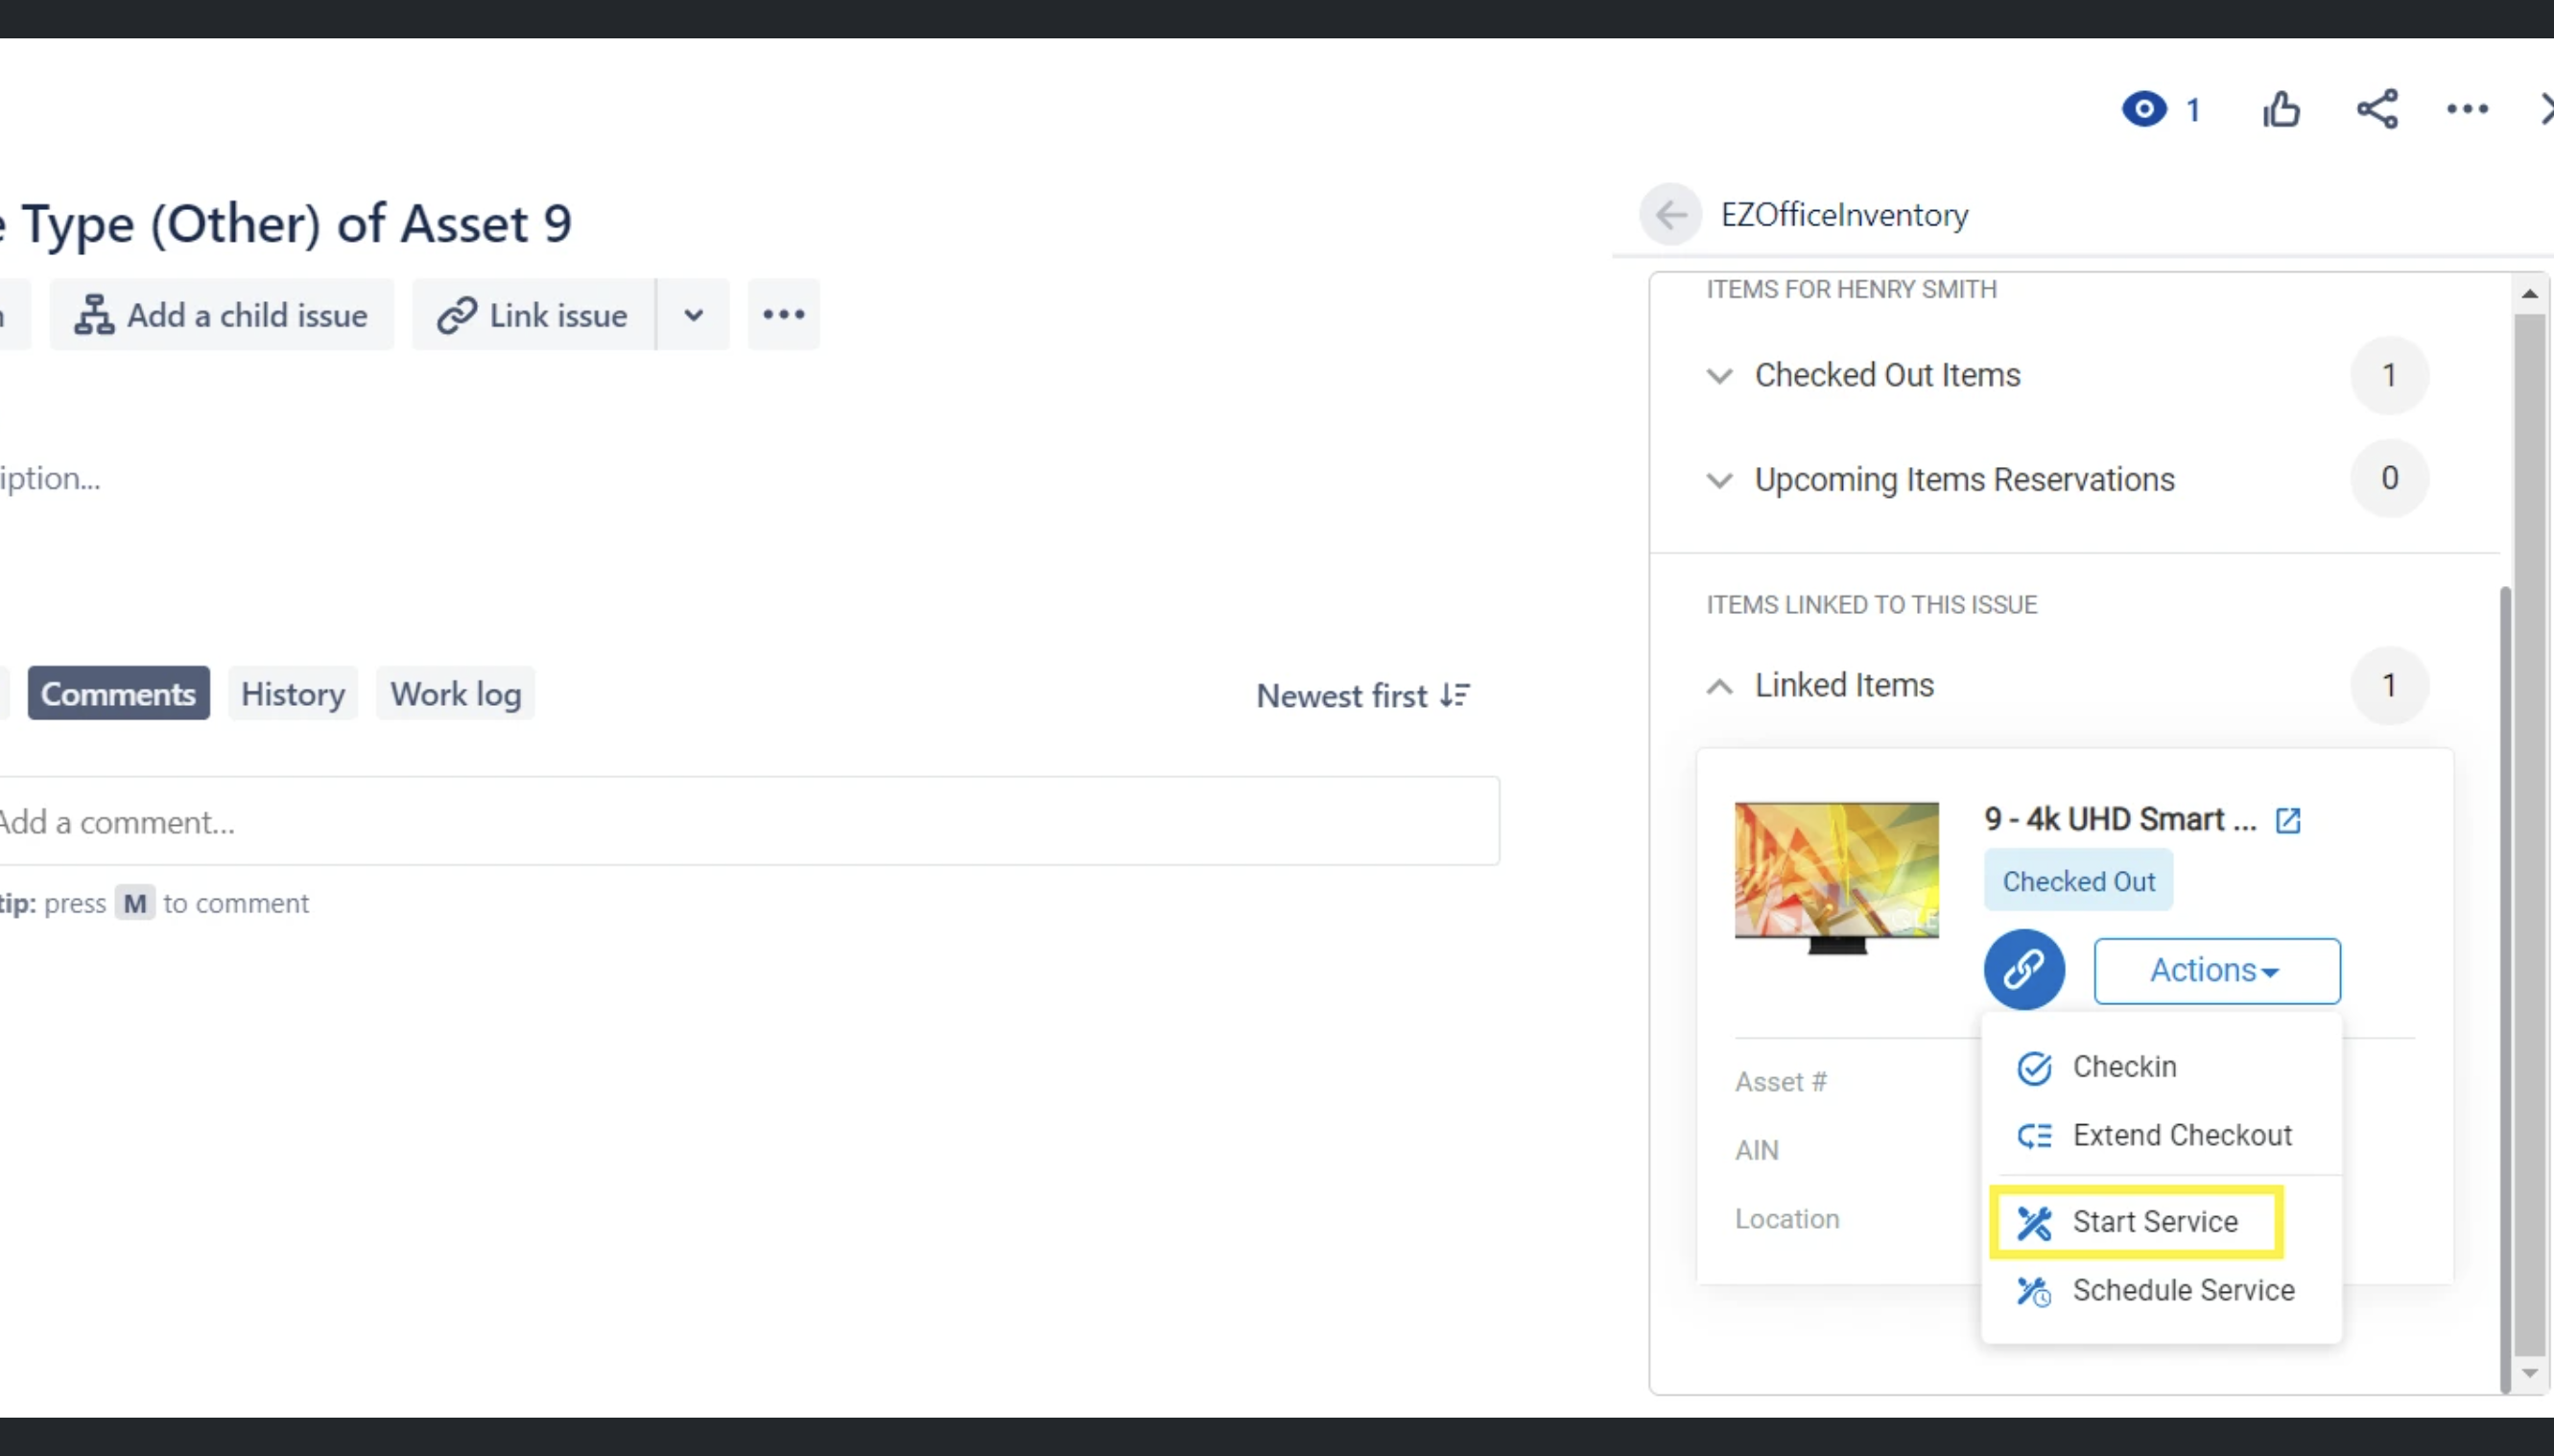 1
Type (Other) of Asset 9
Add a child issue
Link issue
iption...
Comments
History
Work log
Newest first
Add a comment...
tip: press M to comment
EZOfficeInventory
ITEMS FOR HENRY SMITH
Checked Out Items 1
Upcoming Items Reservations 0
ITEMS LINKED TO THIS ISSUE
Linked Items 1
9 - 4k UHD Smart ...
Checked Out
Actions
Asset #
AIN
Location
Checkin
Extend Checkout
Start Service
Schedule Service